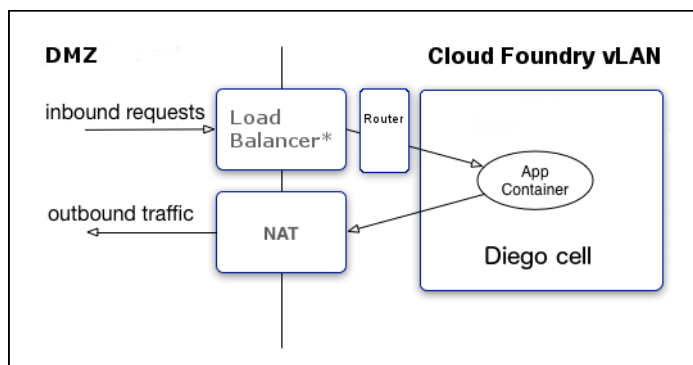 DMZ
Cloud Foundry vLAN
inbound requests
Load
Balancer*
Router
App
Container
outbound traffic
NAT
Diego cell